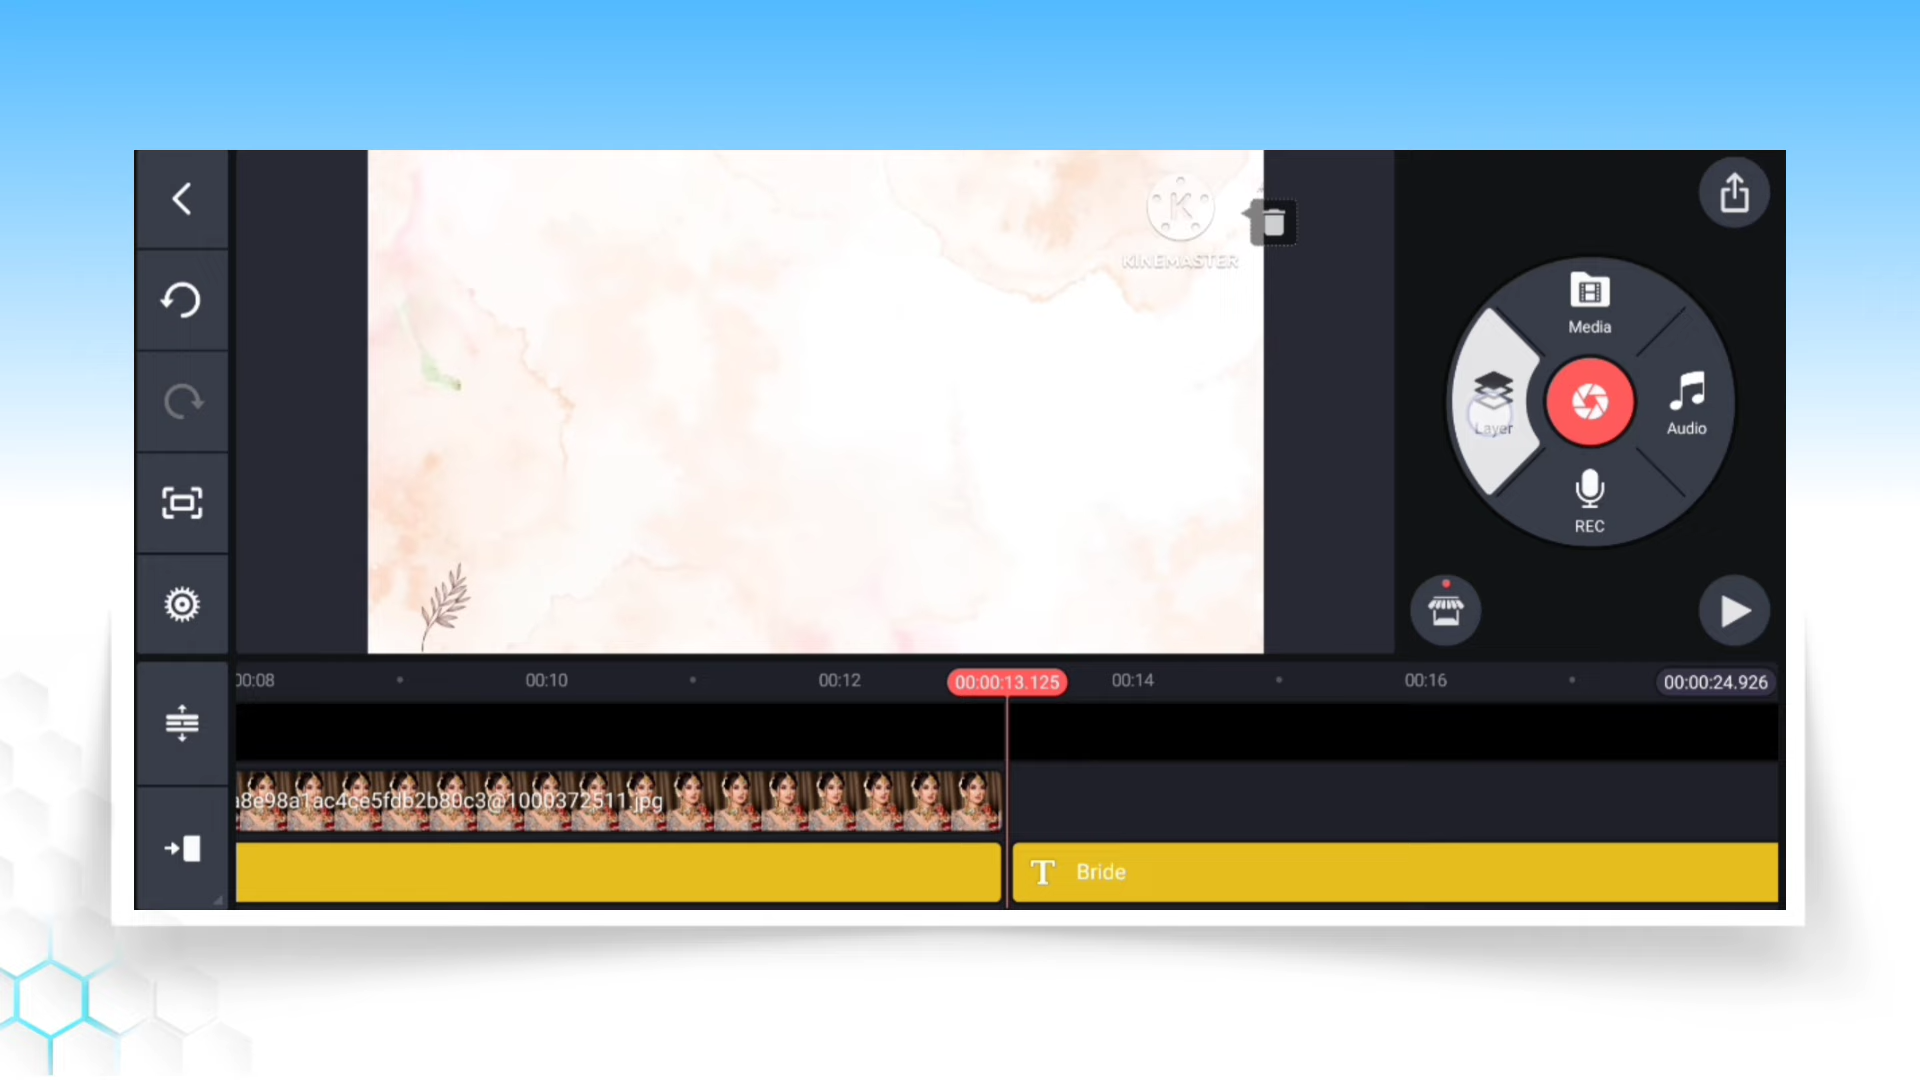 KINEMASTER
Media
Layer
Audio
REC
00:08
00:10
00:12
00:00:13.125
00:14
00:16
00:00:24.926
a8e98a1ac4ce5fdb2b80c3@1000372511.jpg
T Bride